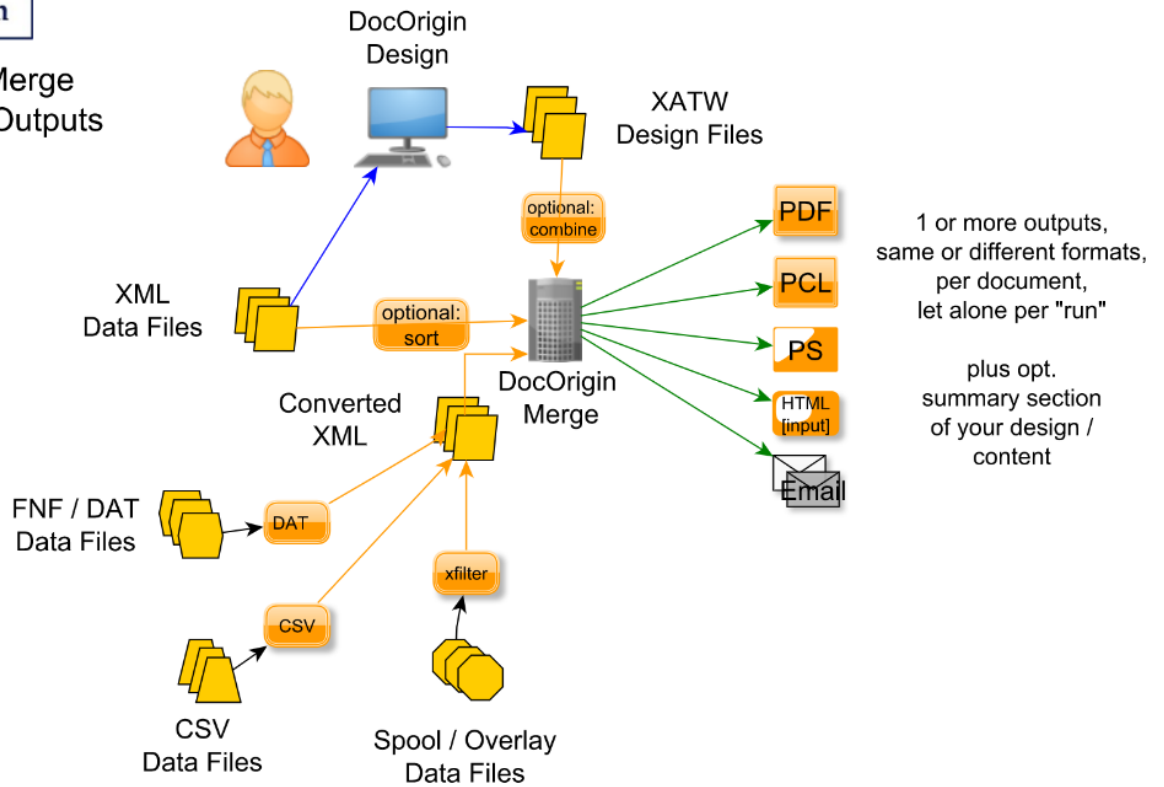 DocOrigin
Design
Outputs
XATW
Design Files
optional:
combine
PDF
1 or more outputs,
same or different formats,
per document,
let alone per "run"
PCL
XML
Data Files
optional:
sort
PS
DocOrigin
Merge
plus opt.
summary section
of your design /
content
HTML
[input]
Converted
XML
Email
FNF / DAT
Data Files
DAT
xfilter
CSV
CSV
Data Files
Spool / Overlay
Data Files